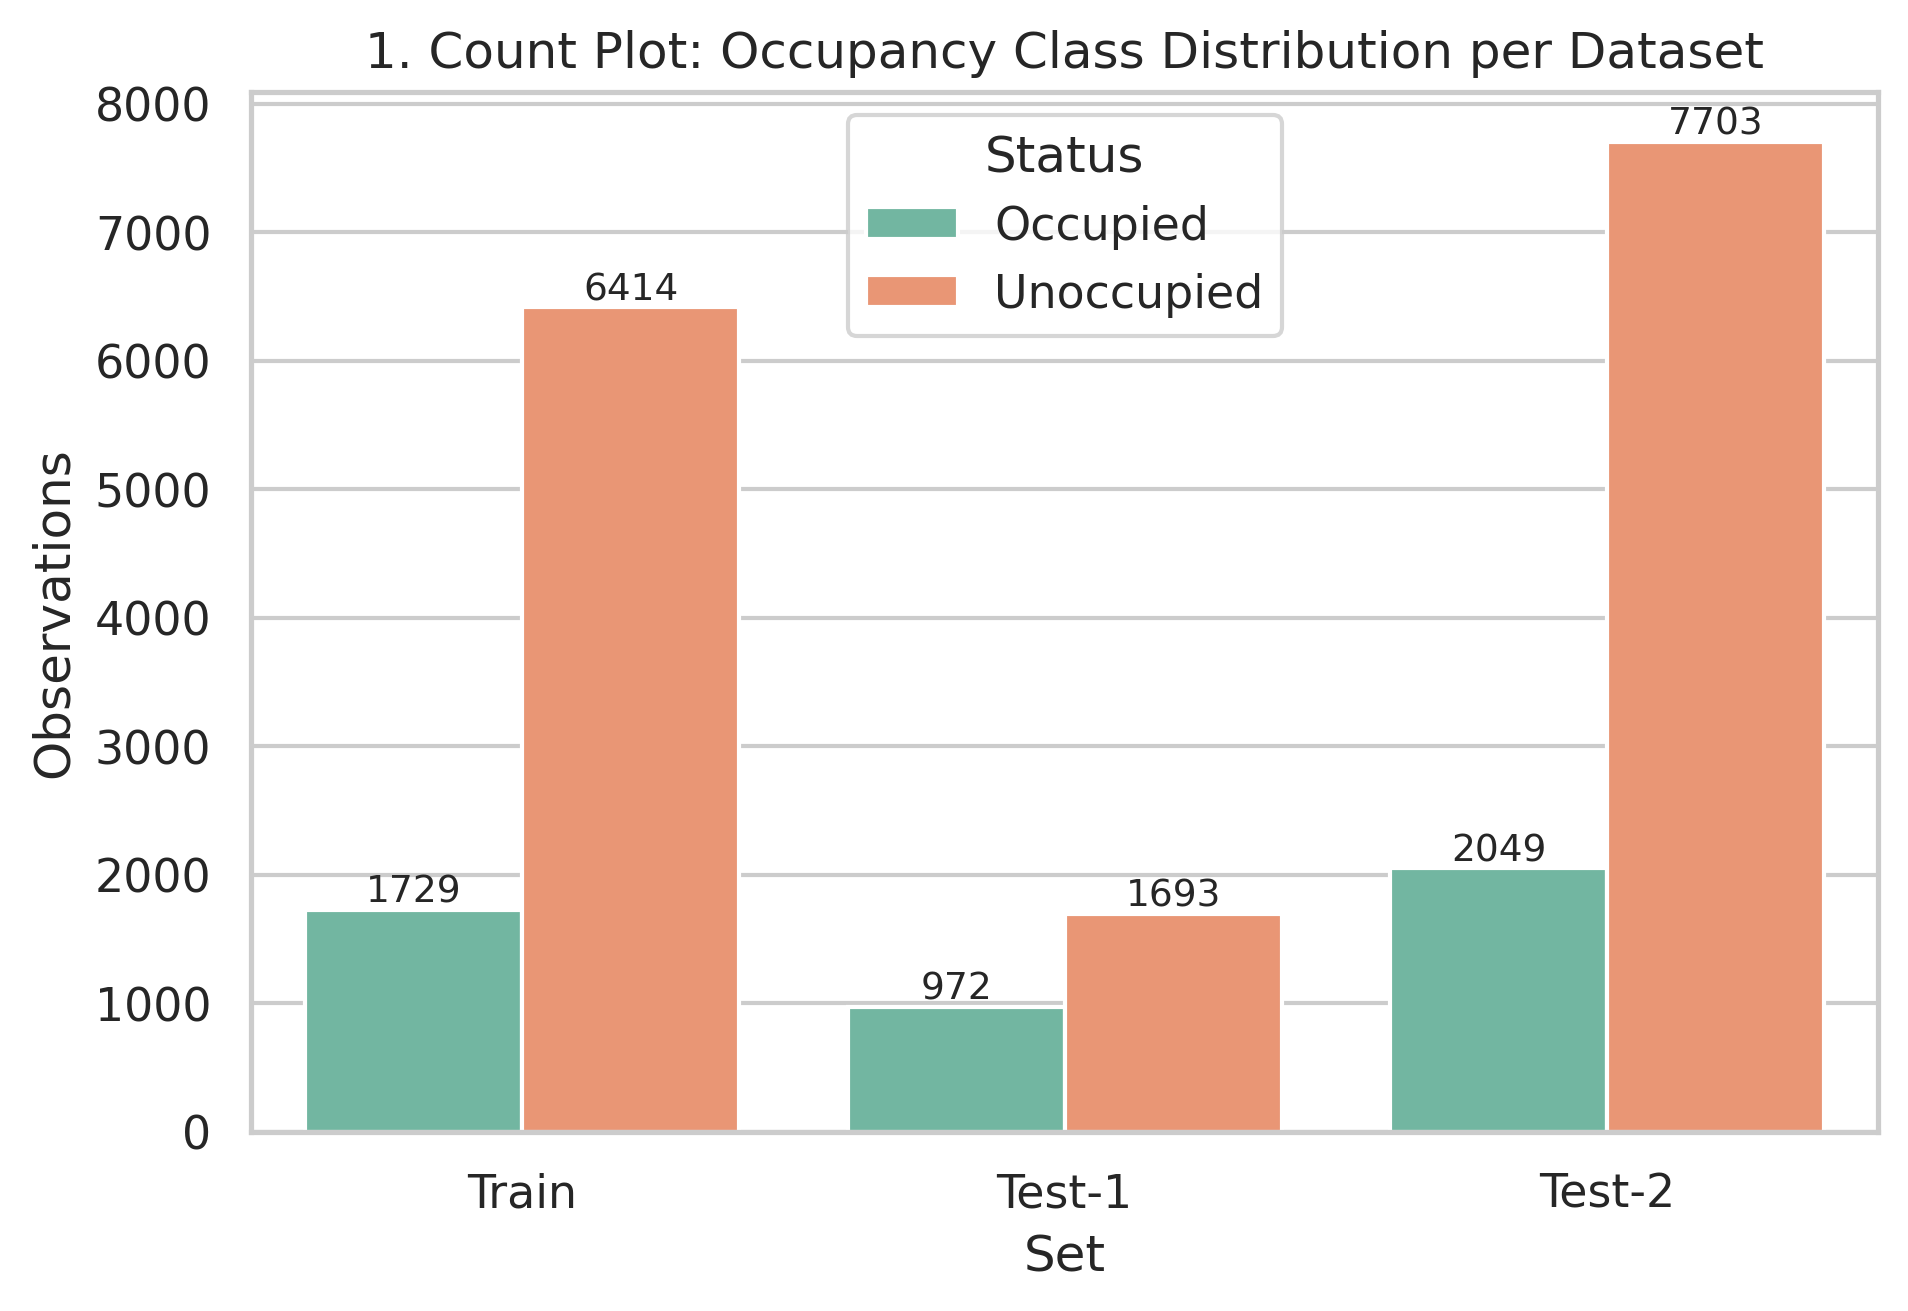 1. Count Plot: Occupancy Class Distribution per Dataset
Observations
8000
7000
6000
5000
4000
3000
2000
1000
0
Status
Occupied
Unoccupied
1729
6414
972
1693
2049
7703
Train
Test-1
Test-2
Set